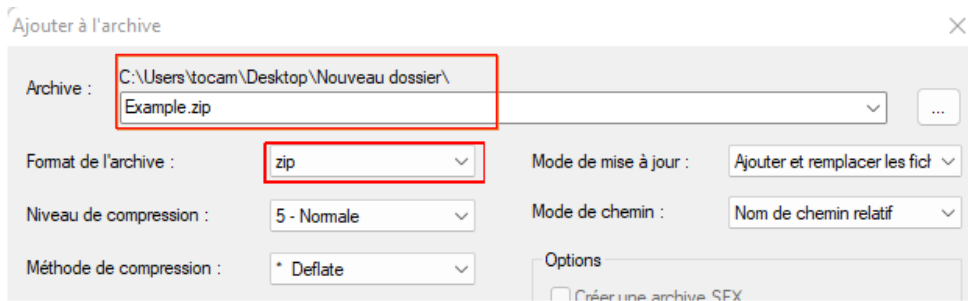 Ajouter à l'archive
Archive :
C:\Users\tocam\Desktop\Nouveau dossier\
Example.zip
...
Format de l'archive :
zip
Mode de mise à jour :
Ajouter et remplacer les fich
Niveau de compression :
5 - Normale
Mode de chemin :
Nom de chemin relatif
Méthode de compression :
* Deflate
Options
Créer une archive SFX